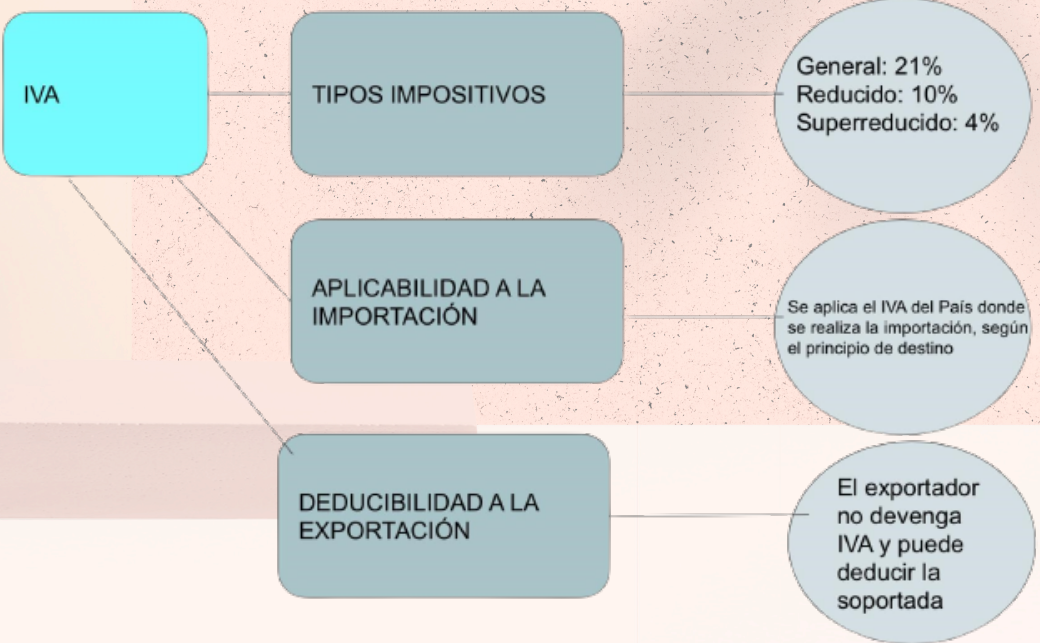 IVA
TIPOS IMPOSITIVOS
General: 21%
Reducido: 10%
Superreducido: 4%
APLICABILIDAD A LA
IMPORTACIÓN
Se aplica el IVA del País donde
se realiza la importación, según
el principio de destino
DEDUCIBILIDAD A LA
EXPORTACIÓN
El exportador
no devenga
IVA y puede
deducir la
soportada